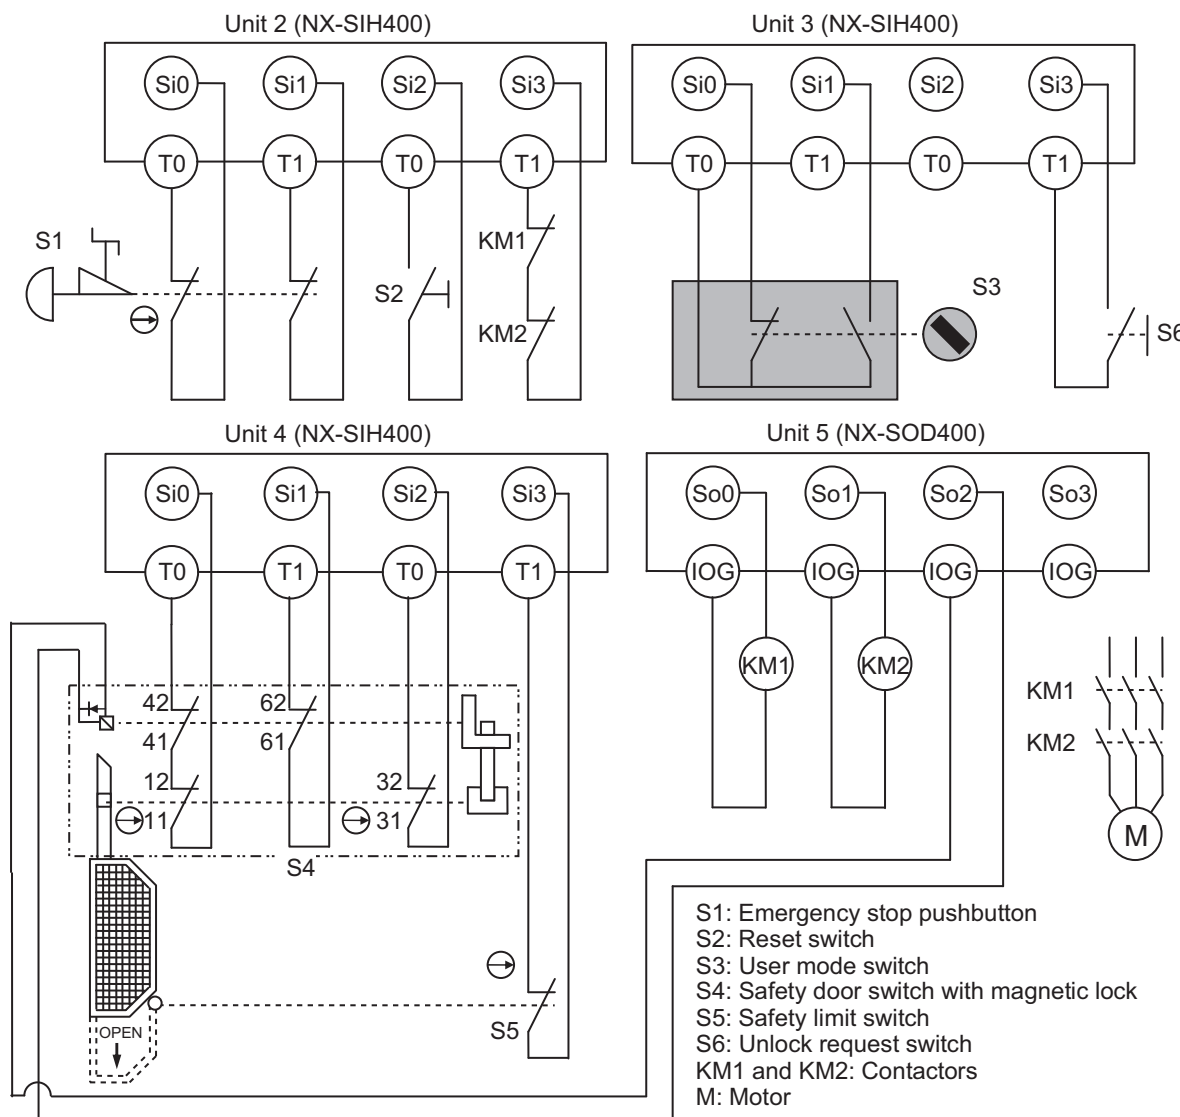 Unit 2 (NX-SIH400)
Si0 Si1 Si2 Si3
T0 T1 T0 T1
S1
KM1
S2
KM2
Unit 3 (NX-SIH400)
Si0 Si1 Si2 Si3
T0 T1 T0 T1
S3
S6
Unit 4 (NX-SIH400)
Si0 Si1 Si2 Si3
T0 T1 T0 T1
42 62
41 61
12 32
11 31
S4
OPEN
S5
Unit 5 (NX-SOD400)
So0 So1 So2 So3
IOG IOG IOG IOG
KM1 KM2
KM1
KM2
M
S1: Emergency stop pushbutton
S2: Reset switch
S3: User mode switch
S4: Safety door switch with magnetic lock
S5: Safety limit switch
S6: Unlock request switch
KM1 and KM2: Contactors
M: Motor